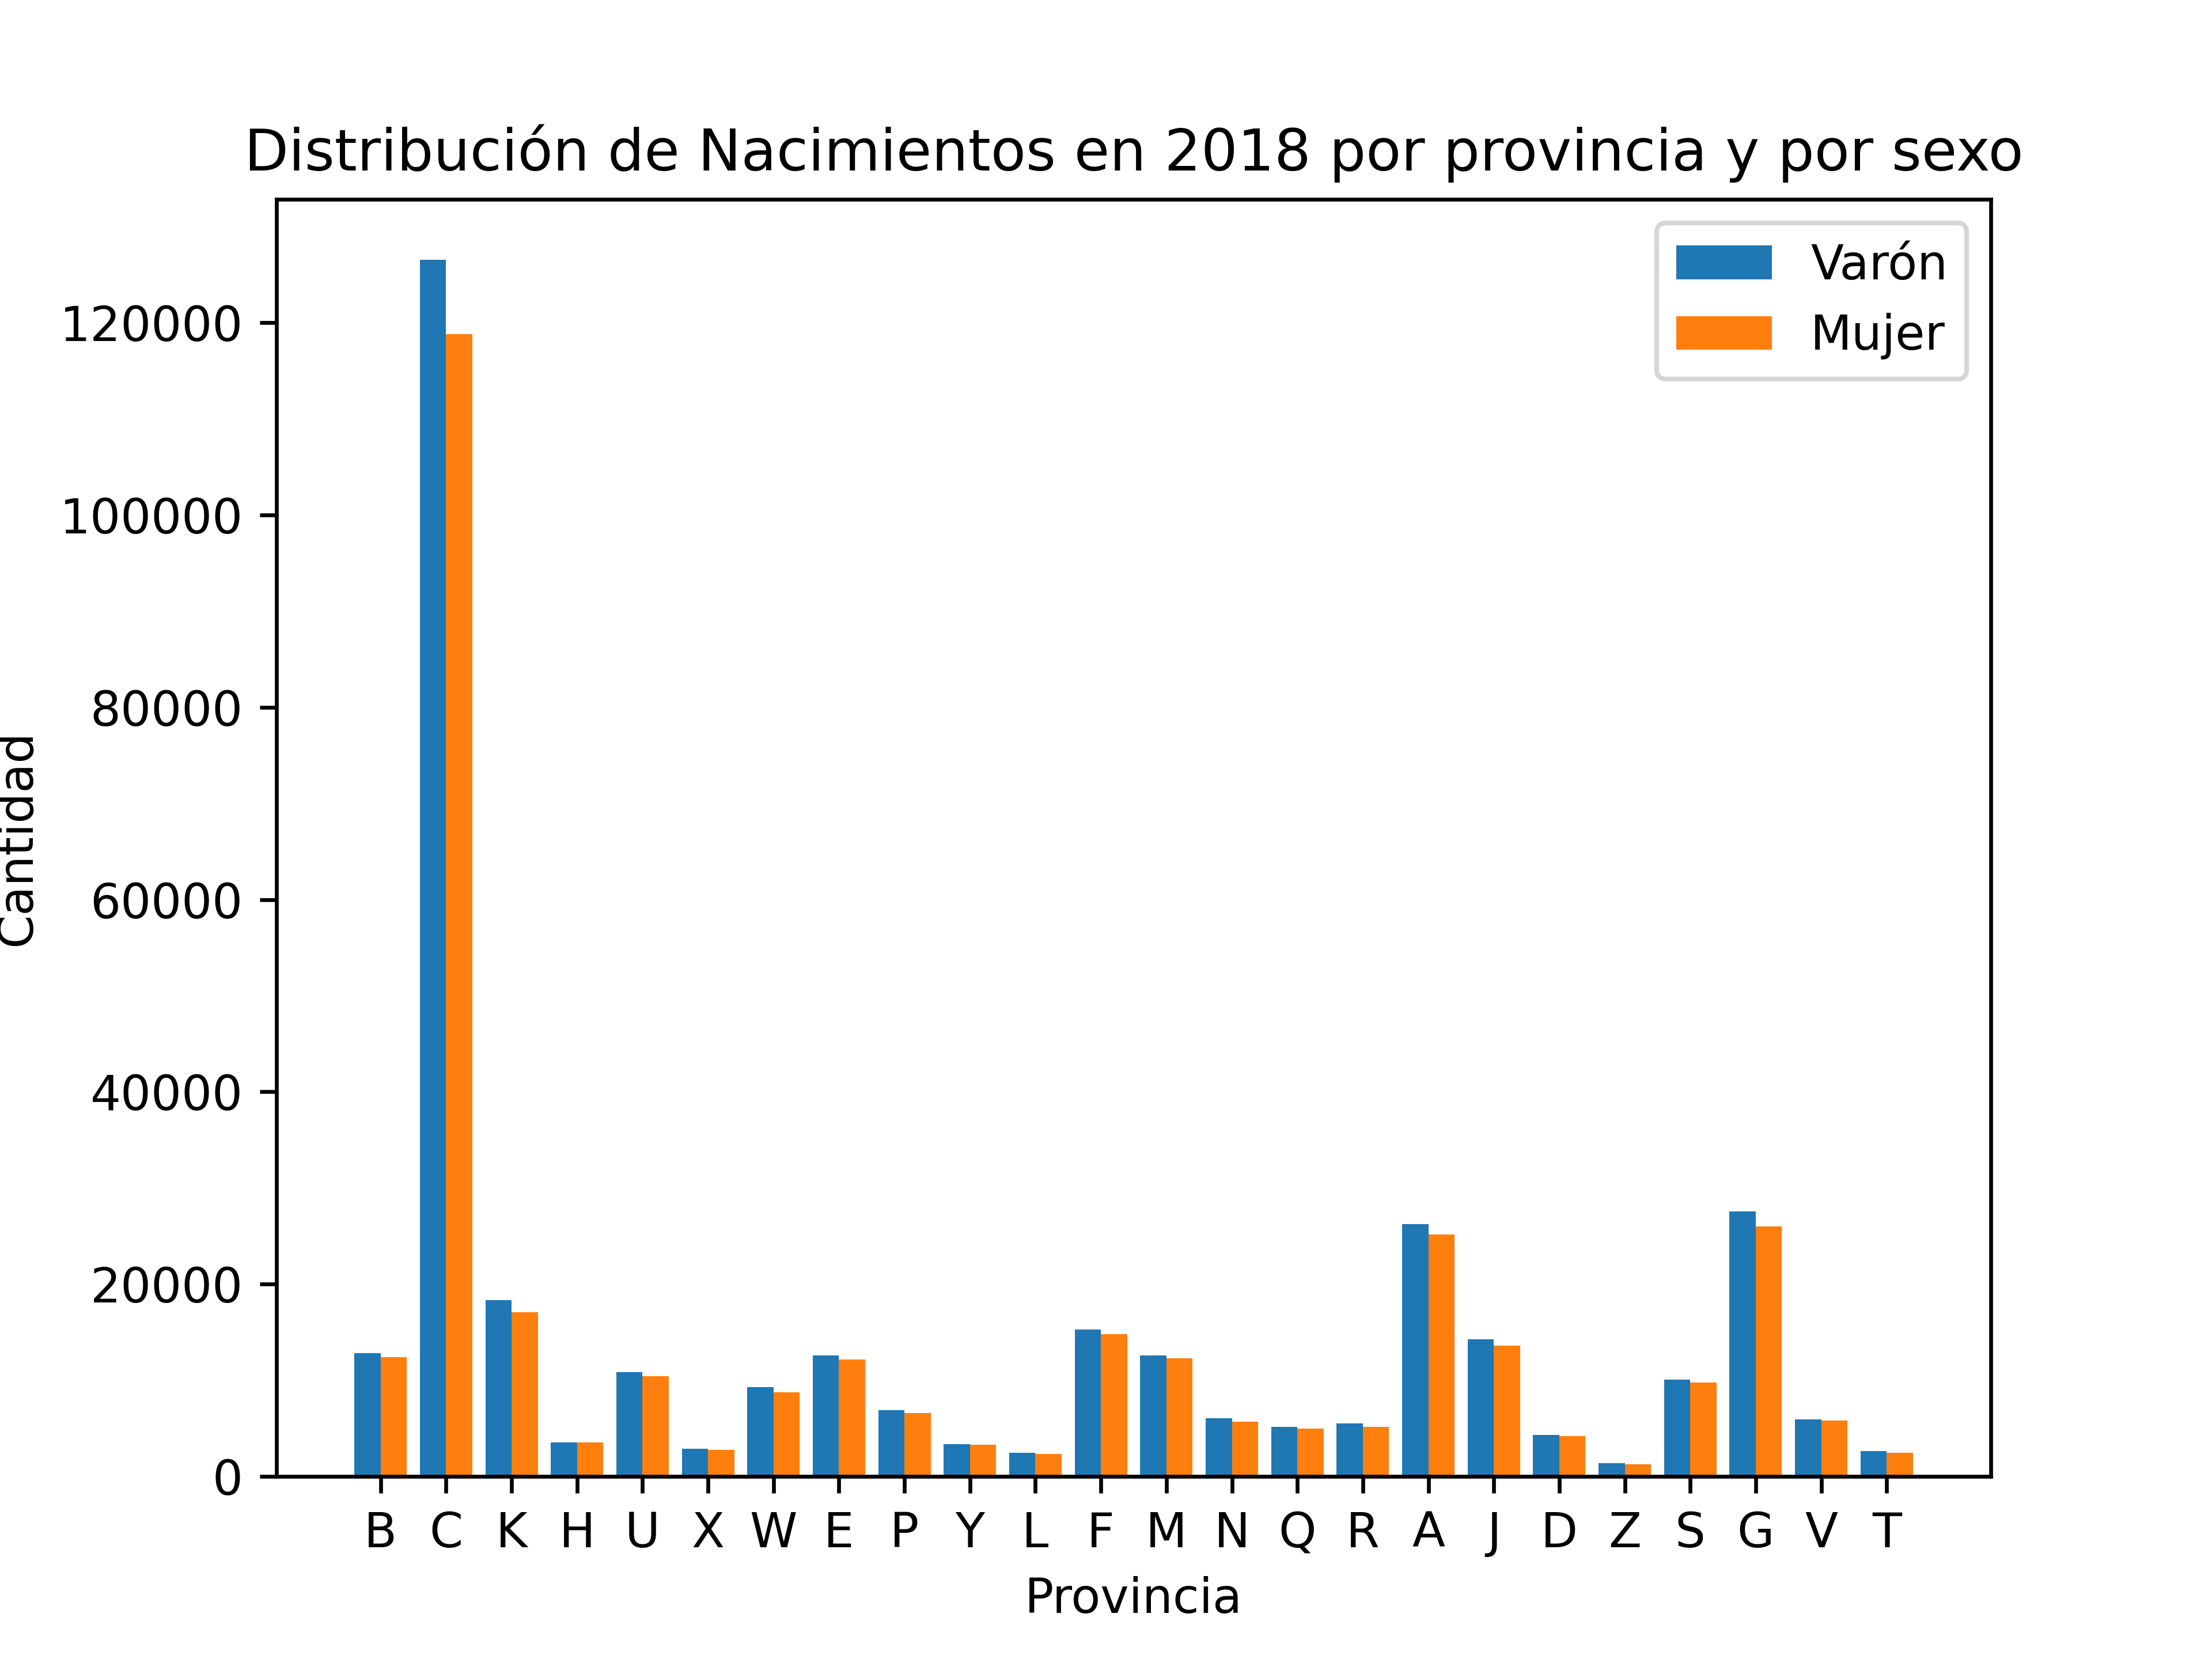 Distribución de Nacimientos en 2018 por provincia y por sexo
Varón
Mujer
120000
100000
80000
60000
40000
20000
0
Cantidad
B C K H U X W E P Y L F M N Q R A J D Z S G V T
Provincia